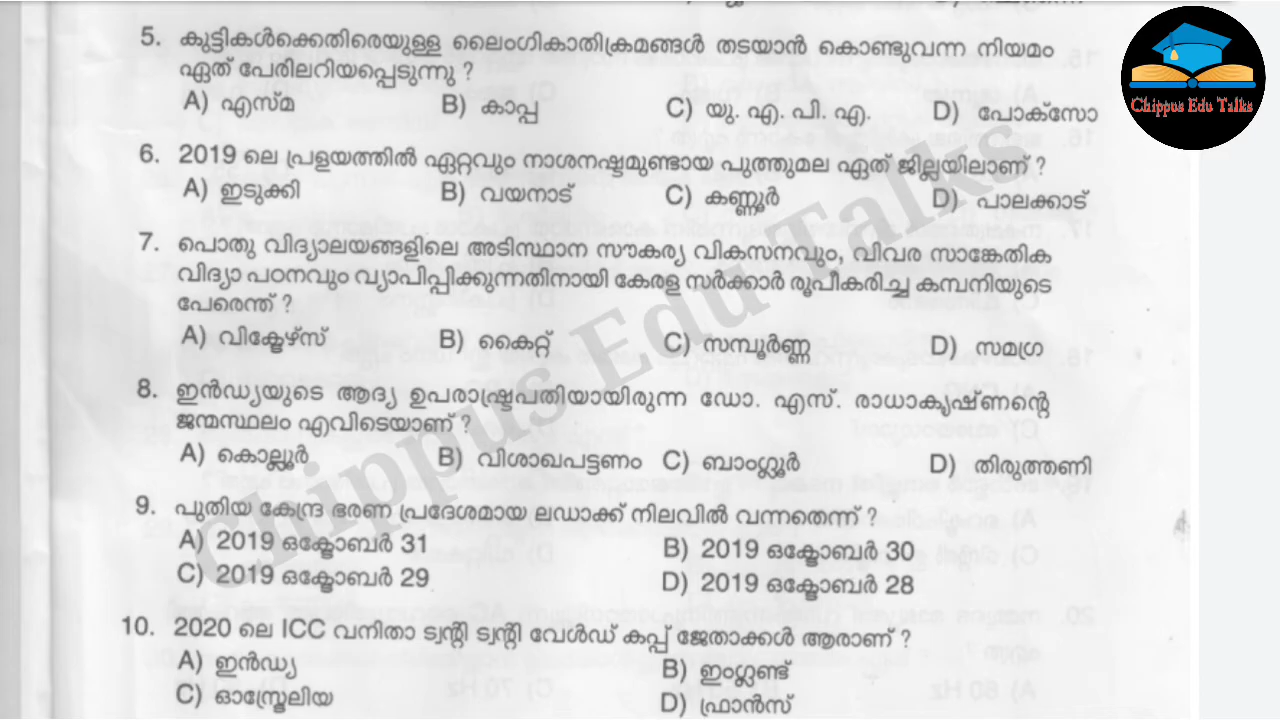 5. കുട്ടികൾക്കെതിരെയുള്ള ലൈംഗികാതിക്രമങ്ങൾ തടയാൻ കൊണ്ടുവന്ന നിയമം
ഏത് പേരിലറിയപ്പെടുന്നു ?
A) എസ്മ B) കാപ്പ C) യു. എ. പി. എ. D) പോക്സോ
6. 2019 ലെ പ്രളയത്തിൽ ഏറ്റവും നാശനഷ്ടമുണ്ടായ പുത്തുമല ഏത് ജില്ലയിലാണ് ?
A) ഇടുക്കി B) വയനാട് C) കണ്ണൂർ D) പാലക്കാട്
7. പൊതു വിദ്യാലയങ്ങളിലെ അടിസ്ഥാന സൗകര്യ വികസനവും, വിവര സാങ്കേതിക
വിദ്യാ പഠനവും വ്യാപിപ്പിക്കുന്നതിനായി കേരള സർക്കാർ രൂപീകരിച്ച കമ്പനിയുടെ
പേരെന്ത് ?
A) വിക്ടേഴ്സ് B) കൈറ്റ് C) സമ്പൂർണ്ണ D) സമഗ്ര
8. ഇൻഡ്യയുടെ ആദ്യ ഉപരാഷ്ട്രപതിയായിരുന്ന ഡോ. എസ്. രാധാകൃഷ്ണന്റെ
ജന്മസ്ഥലം എവിടെയാണ് ?
A) കൊല്ലൂർ B) വിശാഖപട്ടണം C) ബാംഗ്ലൂർ D) തിരുത്തണി
9. പുതിയ കേന്ദ്ര ഭരണ പ്രദേശമായ ലഡാക്ക് നിലവിൽ വന്നതെന്ന് ?
A) 2019 ഒക്ടോബർ 31 B) 2019 ഒക്ടോബർ 30
C) 2019 ഒക്ടോബർ 29 D) 2019 ഒക്ടോബർ 28
10. 2020 ലെ ICC വനിതാ ട്വന്റി ട്വന്റി വേൾഡ് കപ്പ് ജേതാക്കൾ ആരാണ് ?
A) ഇൻഡ്യ B) ഇംഗ്ലണ്ട്
C) ഓസ്ട്രേലിയ D) ഫ്രാൻസ്
Chippus Edu Talks
Chippus Edu Talks